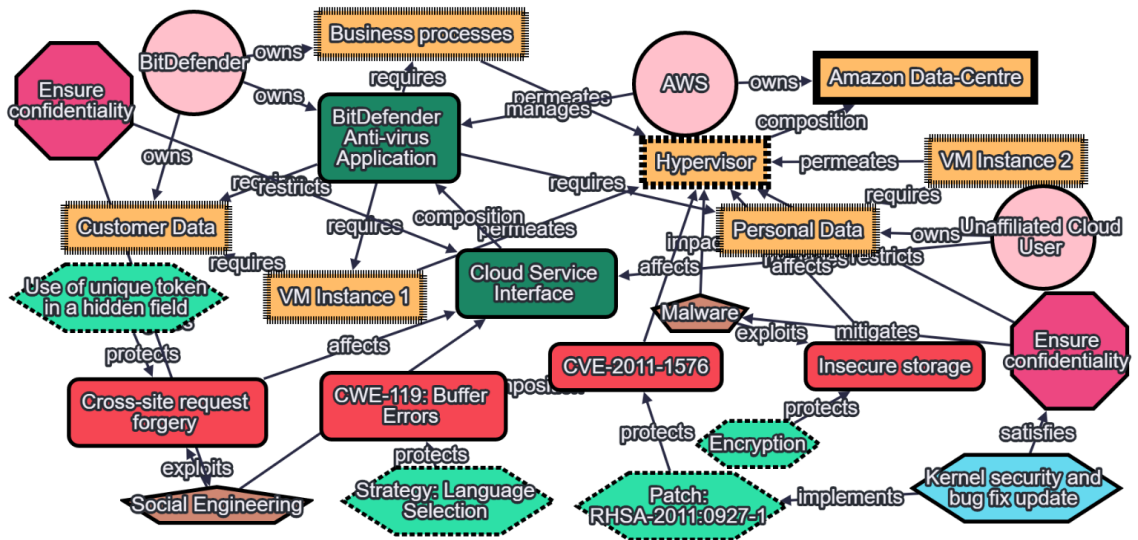 Business processes
owns
BitDefender
AWS
Ensure
confidentiality
requires
owns
Amazon Data-Centre
owns
permeates
manages
BitDefender
Anti-virus
Application
composition
owns
Hypervisor
permeates
VM Instance 2
restricts
requires
requires
Customer Data
composition
permeates
requires
Personal Data
owns
Unaffiliated Cloud
User
requires
Cloud Service
Interface
affects
affects
restricts
Use of unique token
in a hidden field
VM Instance 1
Malware
exploits
mitigates
Ensure
confidentiality
protects
affects
CVE-2011-1576
Insecure storage
Cross-site request
forgery
CWE-119: Buffer
Errors
protects
protects
Encryption
satisfies
exploits
protects
Social Engineering
Strategy: Language
Selection
Patch:
RHSA-2011:0927-1
implements
Kernel security and
bug fix update